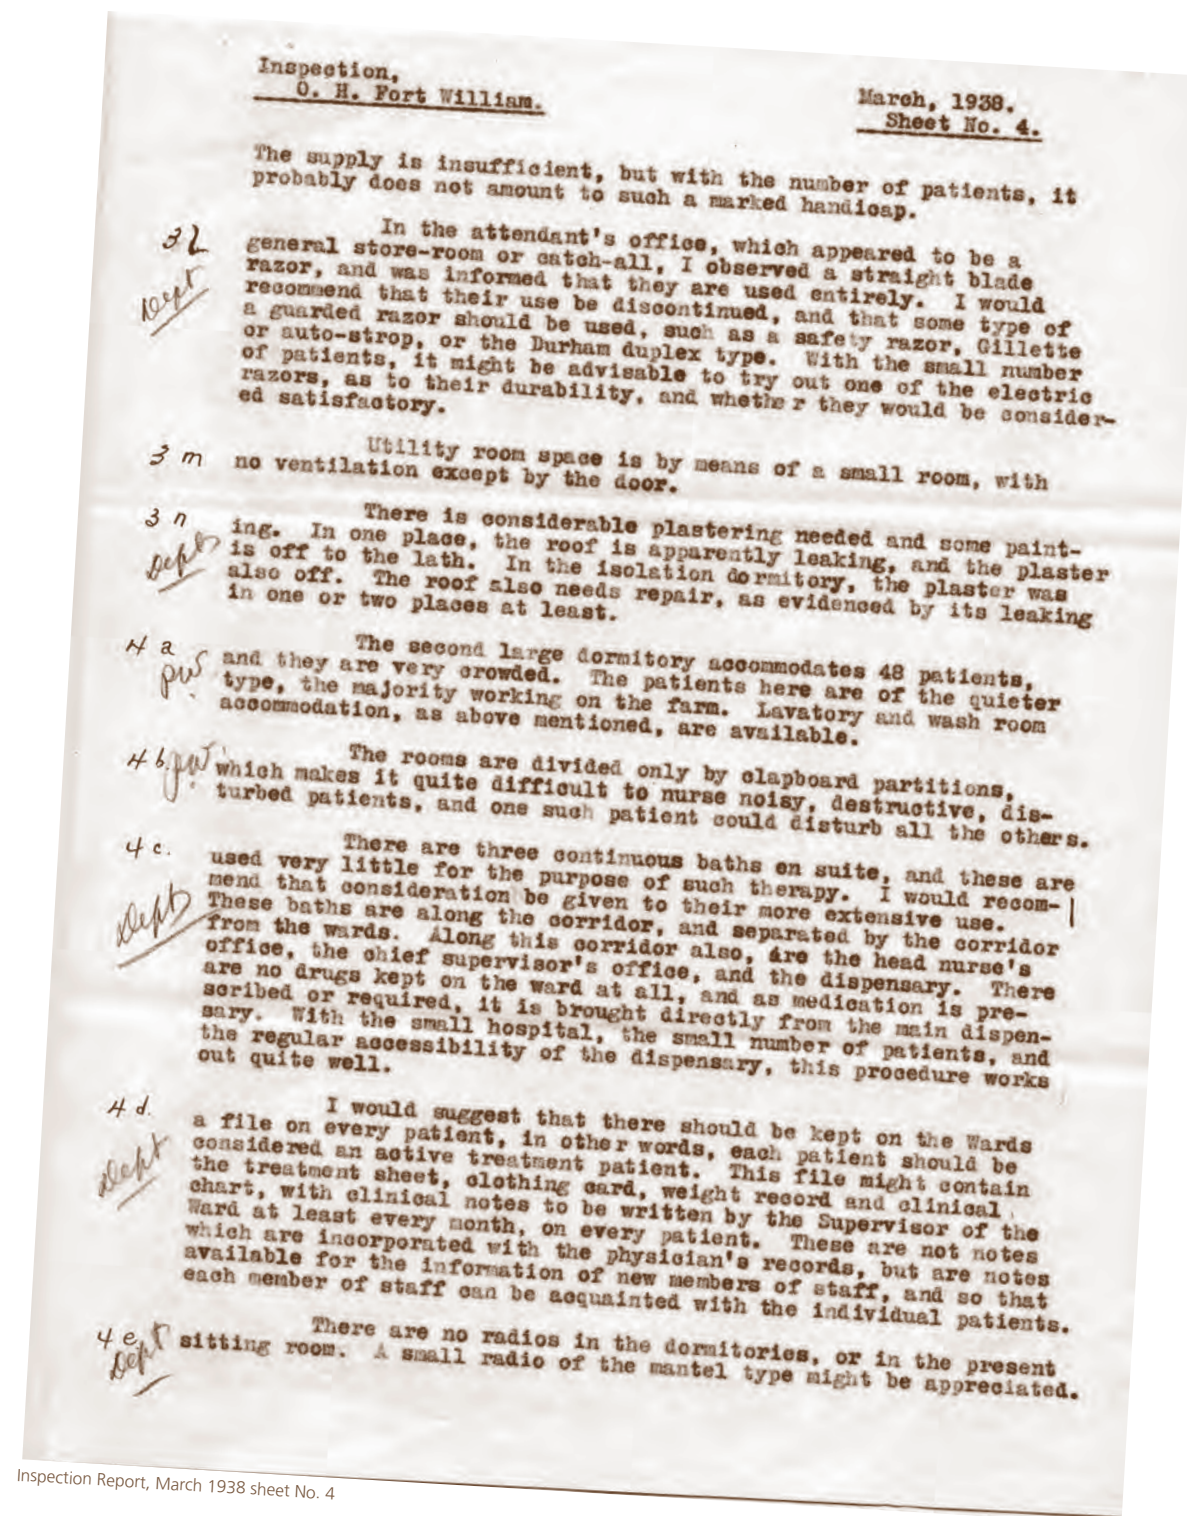 Inspection,
O. H. Fort William.
March, 1938.
Sheet No. 4.
The supply is insufficient, but with the number of patients, it
probably does not amount to such a marked handicap.
3 L
Dept
In the attendant's office, which appeared to be a
general store-room or catch-all, I observed a straight blade
razor, and was informed that they are used entirely. I would
recommend that their use be discontinued, and that some type of
a guarded razor should be used, such as a safety razor, Gillette
or auto-strop, or the Durham duplex type. With the small number
of patients, it might be advisable to try out one of the electric
razors, as to their durability, and whether they would be consider-
ed satisfactory.
3 m
Utility room space is by means of a small room, with
no ventilation except by the door.
3 n
Dept
There is considerable plastering needed and some paint-
ing. In one place, the roof is apparently leaking, and the plaster
is off to the lath. In the isolation dormitory, the plaster was
also off. The roof also needs repair, as evidenced by its leaking
in one or two places at least.
4 a
pw
The second large dormitory accommodates 48 patients,
and they are very crowded. The patients here are of the quieter
type, the majority working on the farm. Lavatory and wash room
accommodation, as above mentioned, are available.
4 b. pw
The rooms are divided only by clapboard partitions,
which makes it quite difficult to nurse noisy, destructive, dis-
turbed patients, and one such patient could disturb all the others.
4 c.
Dept
There are three continuous baths en suite, and these are
used very little for the purpose of such therapy. I would recom-
mend that consideration be given to their more extensive use.
These baths are along the corridor, and separated by the corridor
from the wards. Along this corridor also, are the head nurse's
office, the chief supervisor's office, and the dispensary. There
are no drugs kept on the ward at all, and as medication is pre-
scribed or required, it is brought directly from the main dispen-
sary. With the small hospital, the small number of patients, and
the regular accessibility of the dispensary, this procedure works
out quite well.
4 d.
Dept
I would suggest that there should be kept on the Wards
a file on every patient, in other words, each patient should be
considered an active treatment patient. This file might contain
the treatment sheet, clothing card, weight record and clinical
chart, with clinical notes to be written by the Supervisor of the
Ward at least every month, on every patient. These are not notes
which are incorporated with the physician's records, but are notes
available for the information of new members of staff, and so that
each member of staff can be acquainted with the individual patients.
4 e
Dept
There are no radios in the dormitories, or in the present
sitting room. A small radio of the mantel type might be appreciated.
Inspection Report, March 1938 sheet No. 4